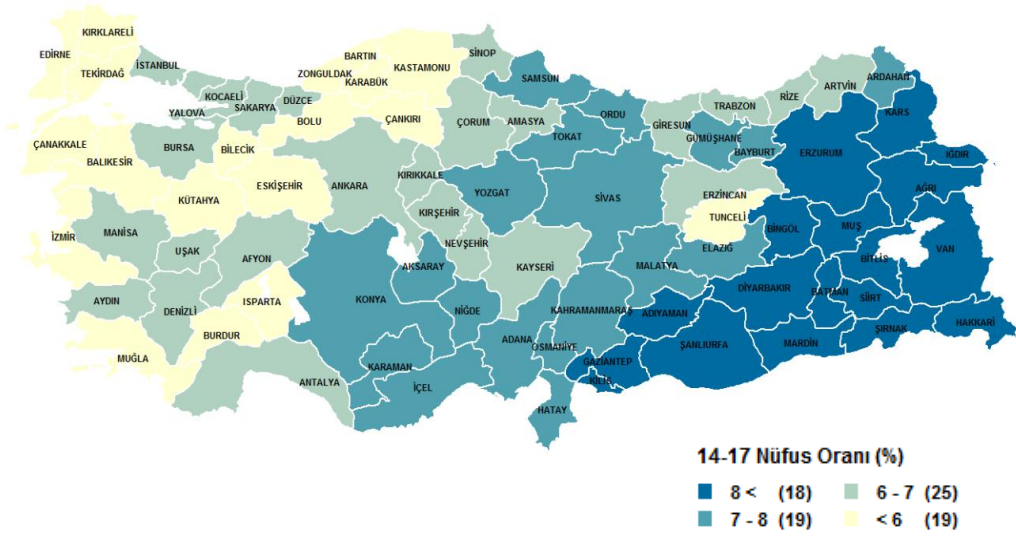 KIRKLARELİ
EDİRNE
TEKİRDAĞ
İSTANBUL
KOCAELİ
YALOVA
SAKARYA
DÜZCE
ZONGULDAK
BARTIN
KARABÜK
KASTAMONU
SİNOP
SAMSUN
BOLU
ÇANKIRI
ÇORUM
AMASYA
ORDU
TOKAT
GİRESUN
TRABZON
RİZE
ARTVİN
ARDAHAN
KARS
GÜMÜŞHANE
BAYBURT
ERZURUM
IĞDIR
AĞRI
ÇANAKKALE
BALIKESİR
BURSA
BİLECİK
KÜTAHYA
ESKİŞEHİR
ANKARA
KIRIKKALE
KIRŞEHİR
YOZGAT
SİVAS
ERZİNCAN
TUNCELİ
BİNGÖL
MUŞ
BİTLİS
VAN
İZMİR
MANİSA
UŞAK
AFYON
NEVŞEHİR
AKSARAY
KAYSERİ
MALATYA
ELAZIĞ
DİYARBAKIR
BATMAN
SİİRT
ŞIRNAK
HAKKARİ
AYDIN
DENİZLİ
ISPARTA
BURDUR
MUĞLA
ANTALYA
KONYA
NİĞDE
KARAMAN
İÇEL
ADANA
KAHRAMANMARAŞ
OSMANİYE
ADIYAMAN
GAZİANTEP
KİLİS
ŞANLIURFA
MARDİN
HATAY
14-17 Nüfus Oranı (%)
8 < (18) 6 - 7 (25)
7 - 8 (19) < 6 (19)